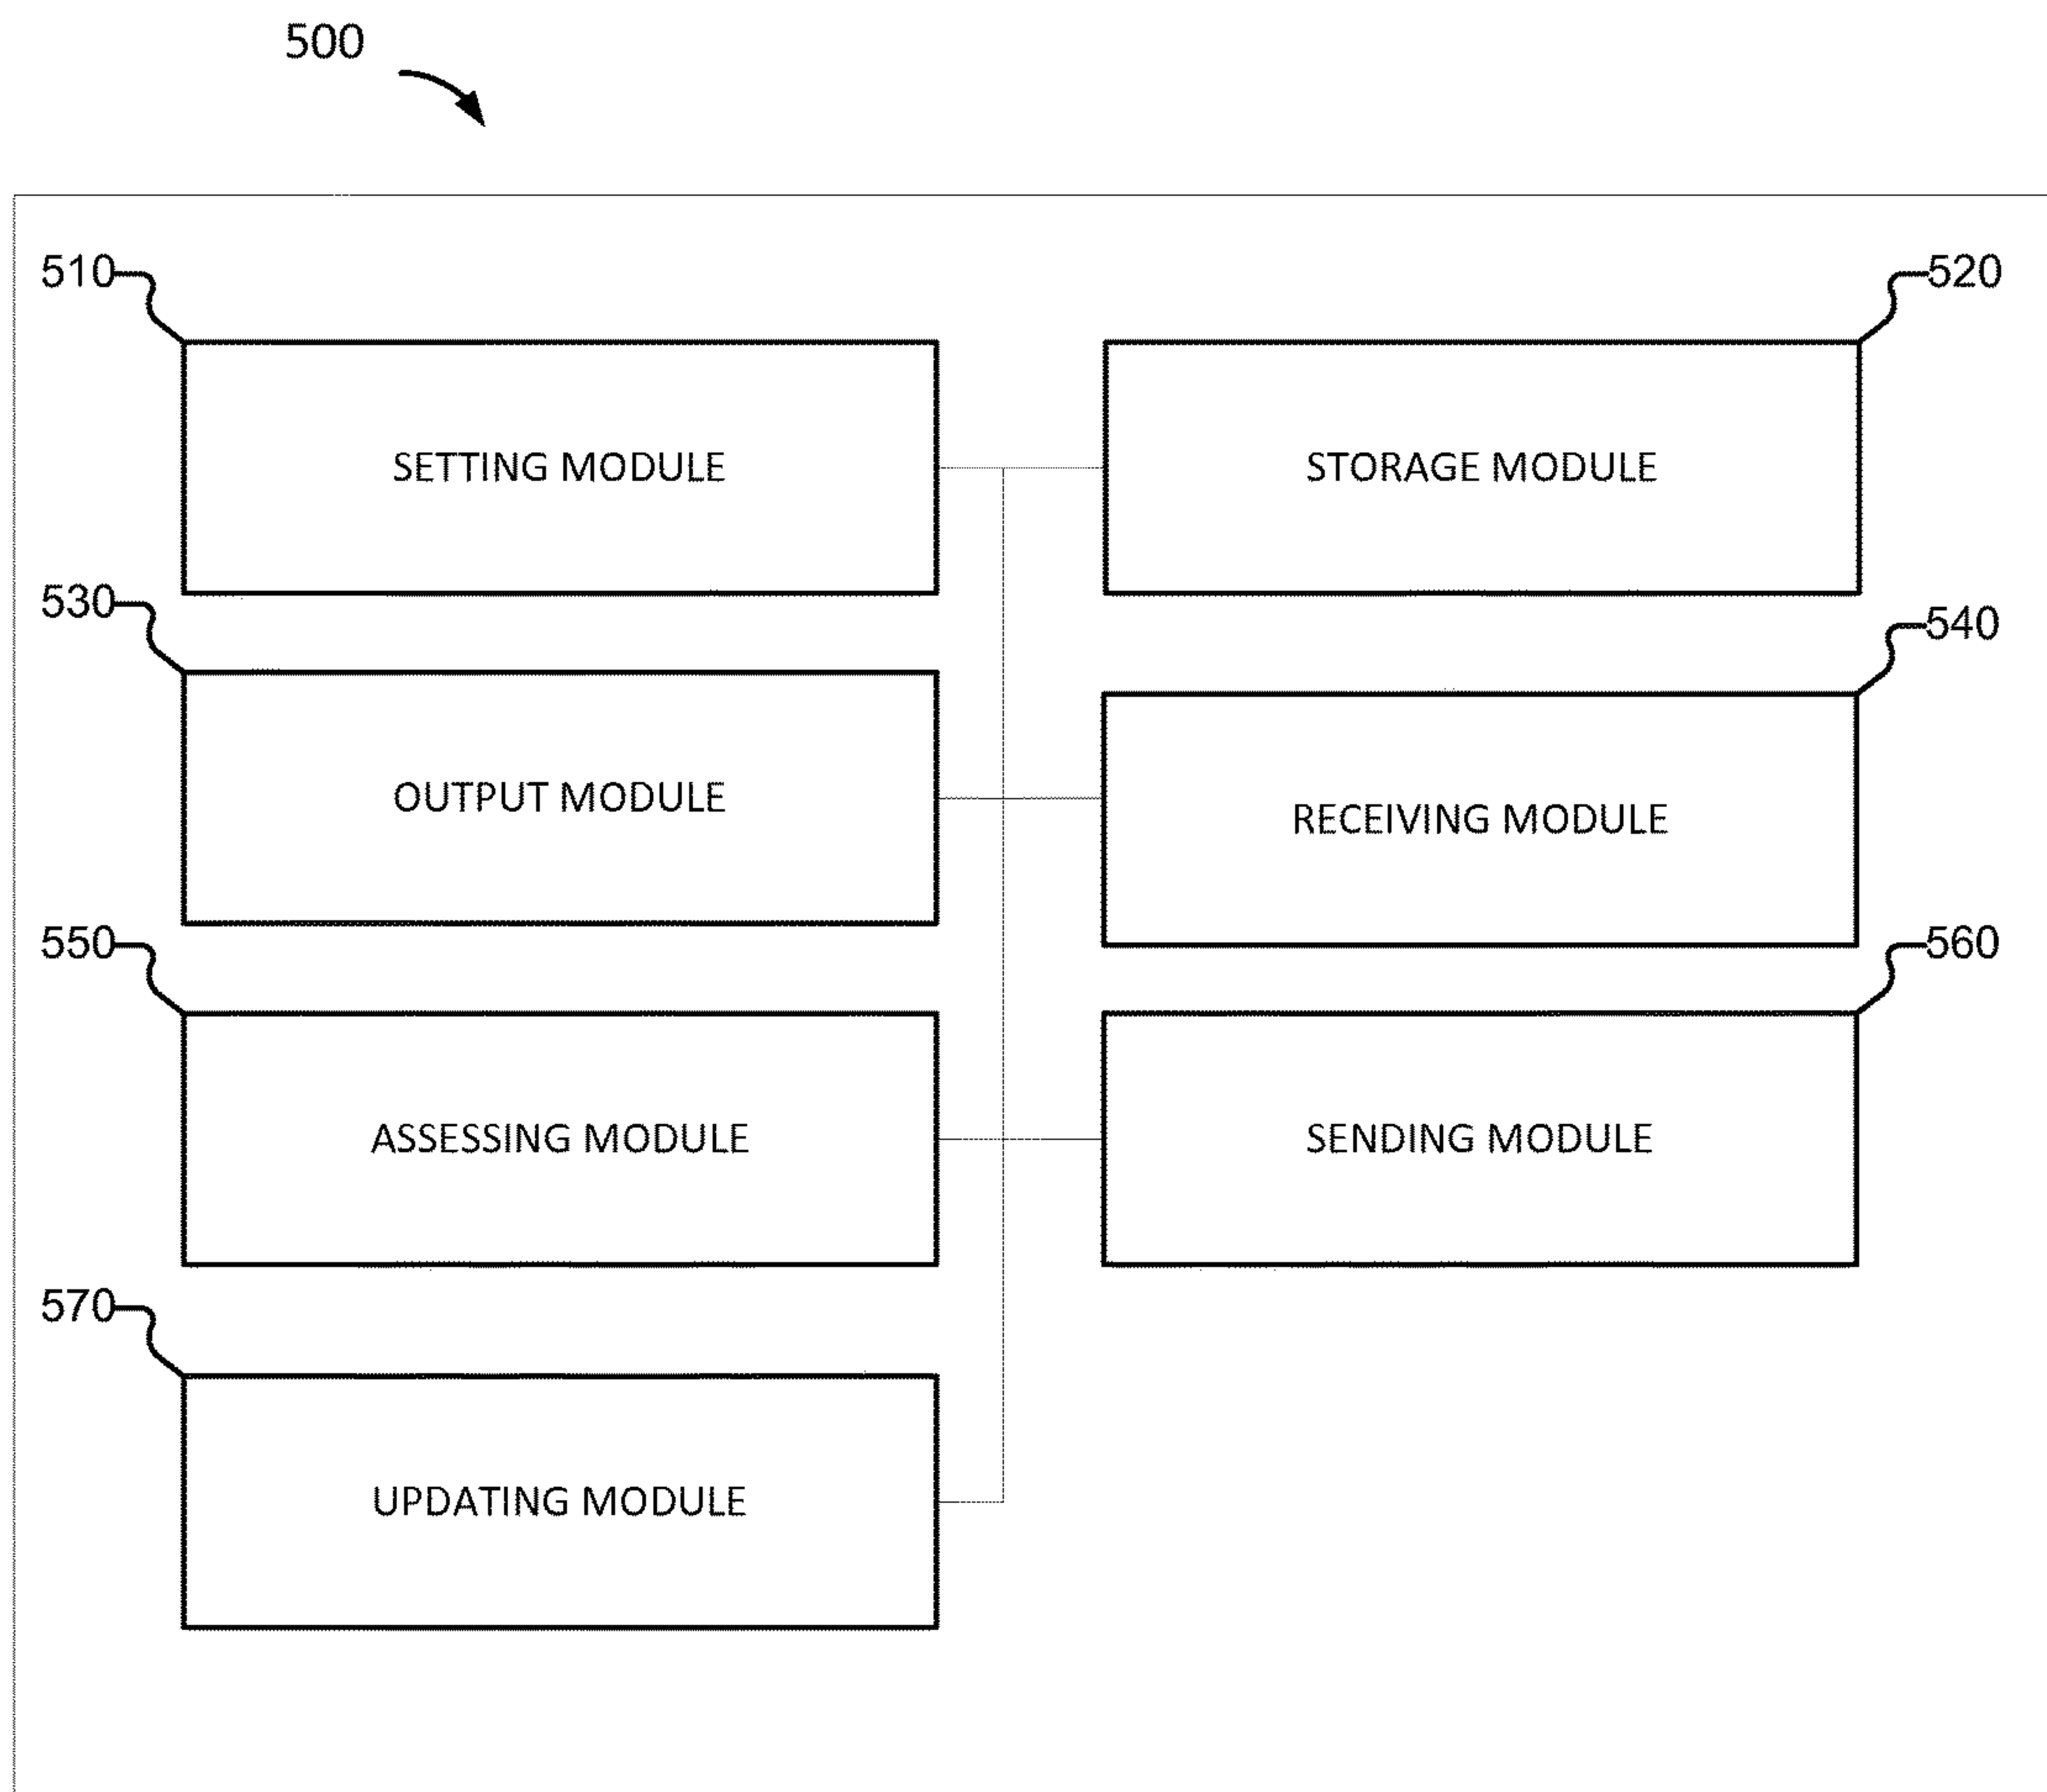 500
510
520
SETTING MODULE
STORAGE MODULE
530
540
OUTPUT MODULE
RECEIVING MODULE
550
560
ASSESSING MODULE
SENDING MODULE
570
UPDATING MODULE